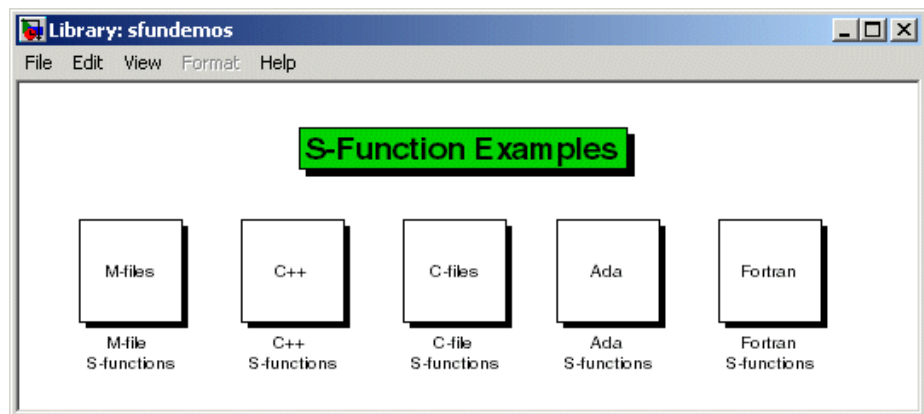 Library: sfundemos
File Edit View Format Help
S-Function Examples
M-files C++ C-files Ada Fortran
M-file C++ C-file Ada Fortran
S-functions S-functions S-functions S-functions S-functions